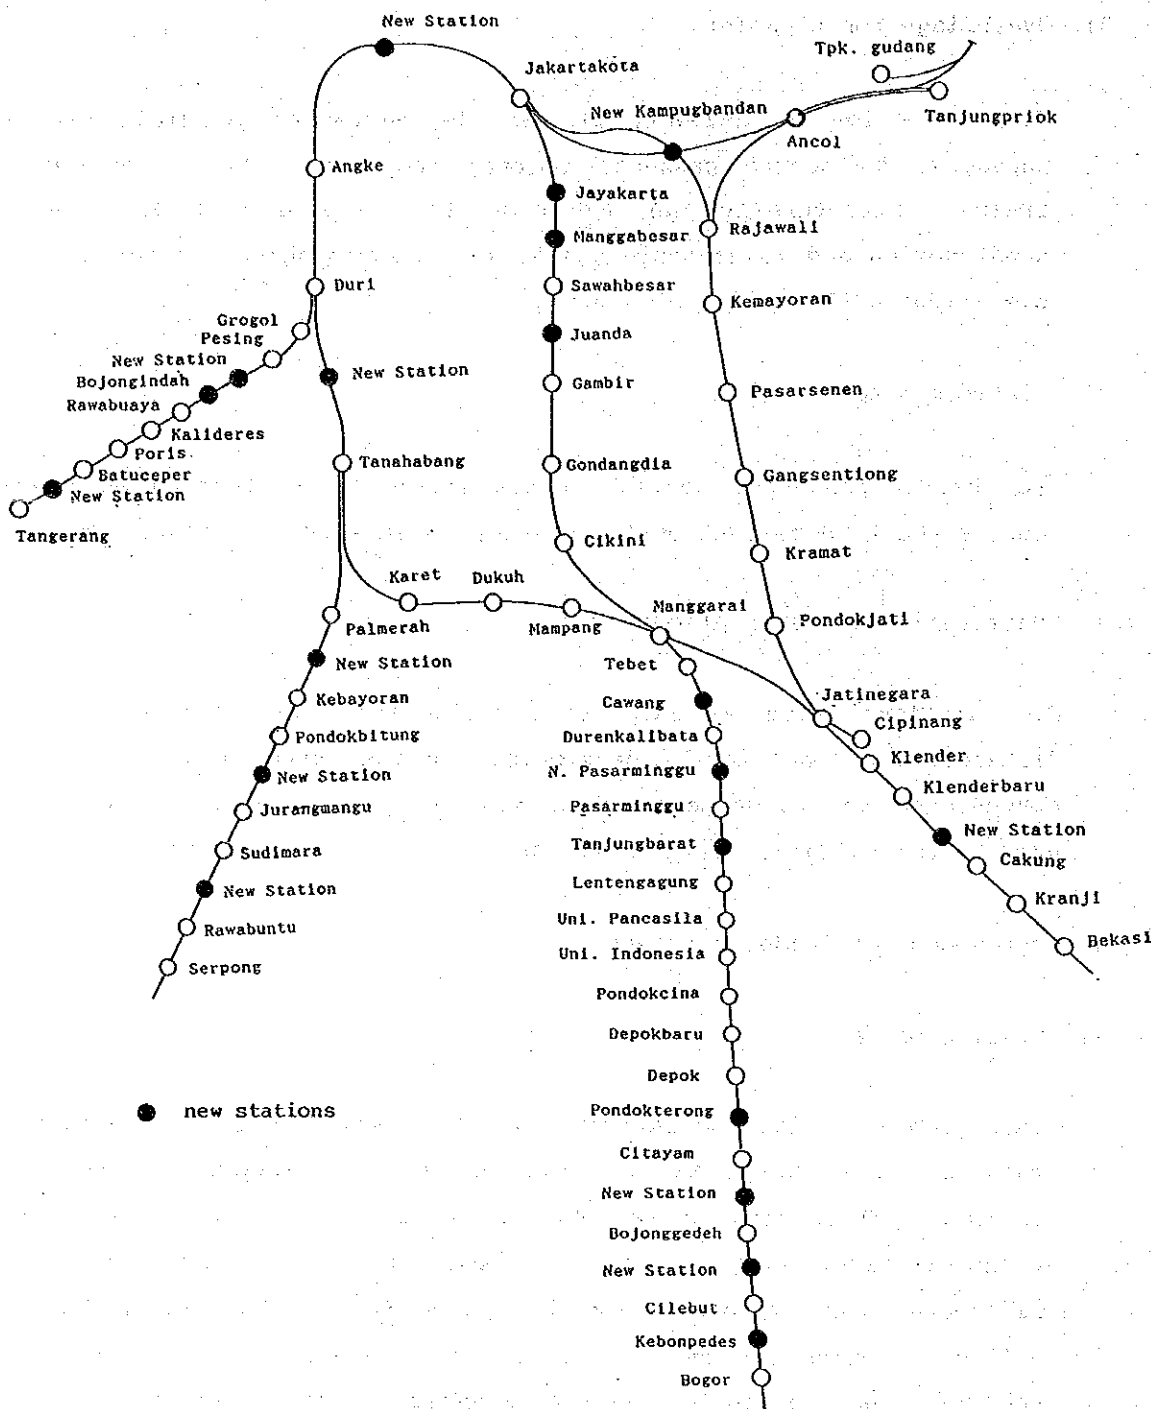 New Station
Jakartakota
Tpk. gudang
New Kampugbandan
Tanjungpriok
Ancol
Angke
Jayakarta
Manggabesar
Rajawali
Duri
Sawahbesar
Kemayoran
Grogol
Pesing
Juanda
New Station
Bojongindah
New Station
Gambir
Pasarsenen
Rawabuaya
Kalideres
Poris
Batuceper
New Station
Tangerang
Tanahabang
Gondangdia
Gangsentiong
Cikini
Kramat
Karet
Dukuh
Mampang
Manggarai
Pondokjati
Palmerah
New Station
Tebet
Kebayoran
Cawang
Jatinegara
Cipinang
Pondokbitung
Durenkalibata
Klender
New Station
N. Pasarminggu
Klenderbaru
Jurangmangu
Pasarminggu
New Station
Sudimara
Tanjungbarat
Cakung
New Station
Lentengagung
Kranji
Rawabuntu
Uni. Pancasila
Bekasi
Serpong
Uni. Indonesia
Pondokcina
Depokbaru
Depok
new stations
Pondokterong
Citayam
New Station
Bojonggedeh
New Station
Cilebut
Kebonpedes
Bogor